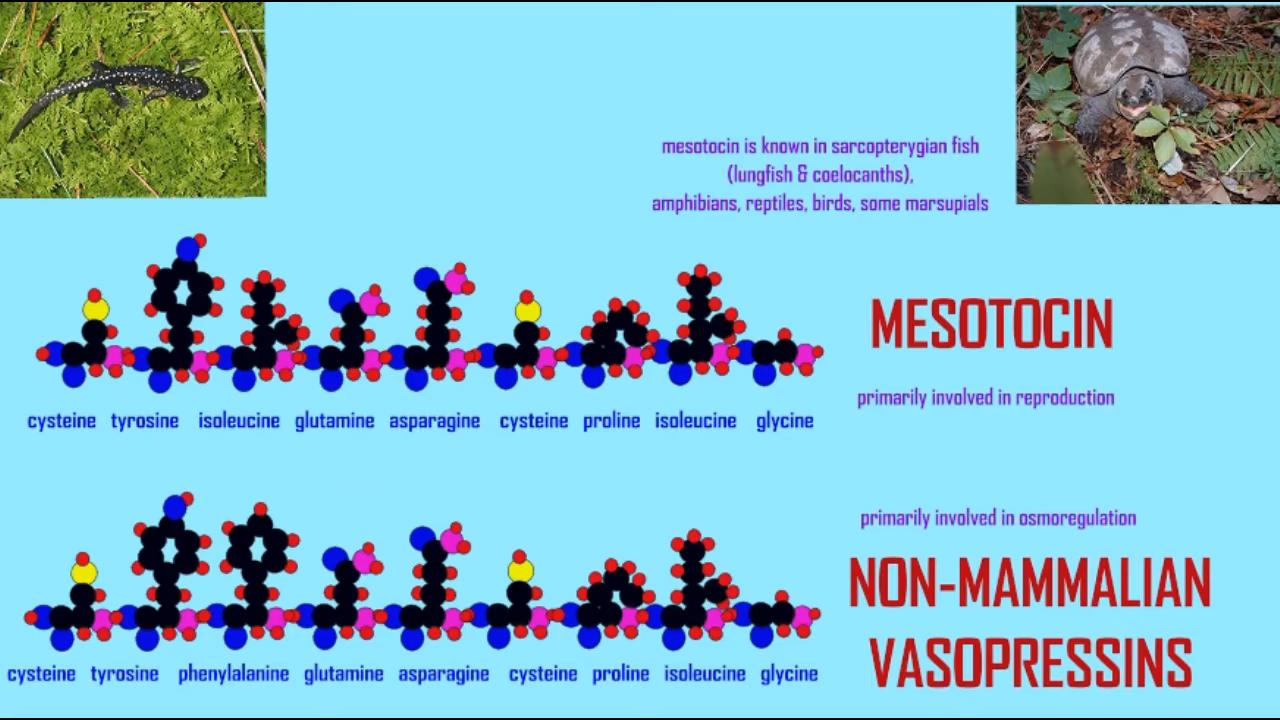 mesotocin is known in sarcopterygian fish
(lungfish & coelocanths),
amphibians, reptiles, birds, some marsupials
MESOTOCIN
primarily involved in reproduction
cysteine tyrosine isoleucine glutamine asparagine cysteine proline isoleucine glycine
primarily involved in osmoregulation
NON-MAMMALIAN
VASOPRESSINS
cysteine tyrosine phenylalanine glutamine asparagine cysteine proline isoleucine glycine